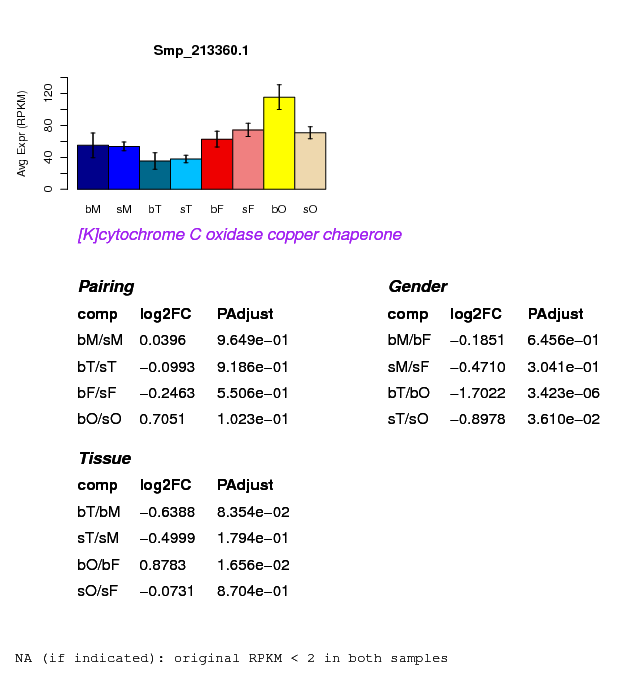 Smp_213360.1
Avg Expr (RPKM)
0 40 80 120
bM sM bT sT bF sF bO sO
[K]cytochrome C oxidase copper chaperone
Pairing
comp log2FC PAdjust
bM/sM 0.0396 9.649e−01
bT/sT −0.0993 9.186e−01
bF/sF −0.2463 5.506e−01
bO/sO 0.7051 1.023e−01
Gender
comp log2FC PAdjust
bM/bF −0.1851 6.456e−01
sM/sF −0.4710 3.041e−01
bT/bO −1.7022 3.423e−06
sT/sO −0.8978 3.610e−02
Tissue
comp log2FC PAdjust
bT/bM −0.6388 8.354e−02
sT/sM −0.4999 1.794e−01
bO/bF 0.8783 1.656e−02
sO/sF −0.0731 8.704e−01
NA (if indicated): original RPKM < 2 in both samples